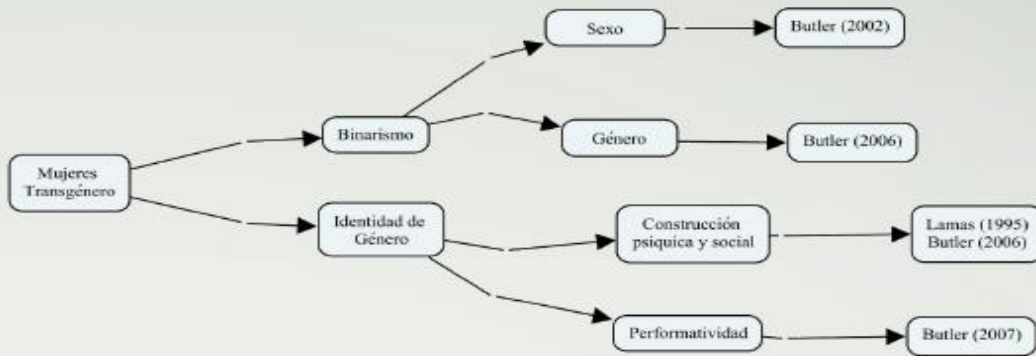 Sexo
Butler (2002)
Binarismo
Género
Butler (2006)
Mujeres
Transgénero
Identidad de
Género
Construcción
psiquica y social
Lamas (1995)
Butler (2006)
Performatividad
Butler (2007)